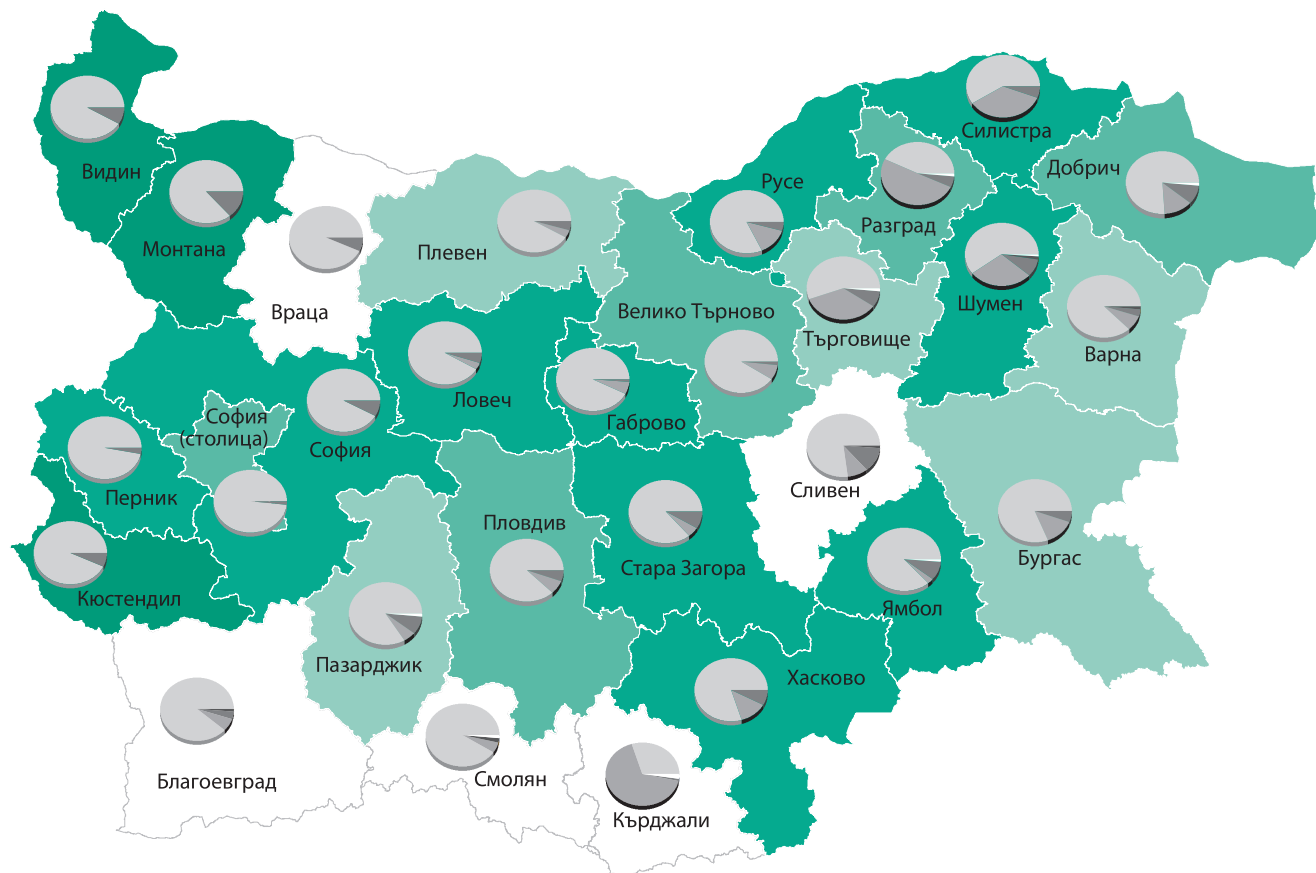 Силистра
Видин
Добрич
Русе
Монтана
Разград
Плевен
Шумен
Враца
Велико Търново
Търговище
Варна
Ловеч
София
(столица)
Габрово
София
Перник
Сливен
Пловдив
Стара Загора
Бургас
Кюстендил
Ямбол
Пазарджик
Хасково
Благоевград
Смолян
Кърджали